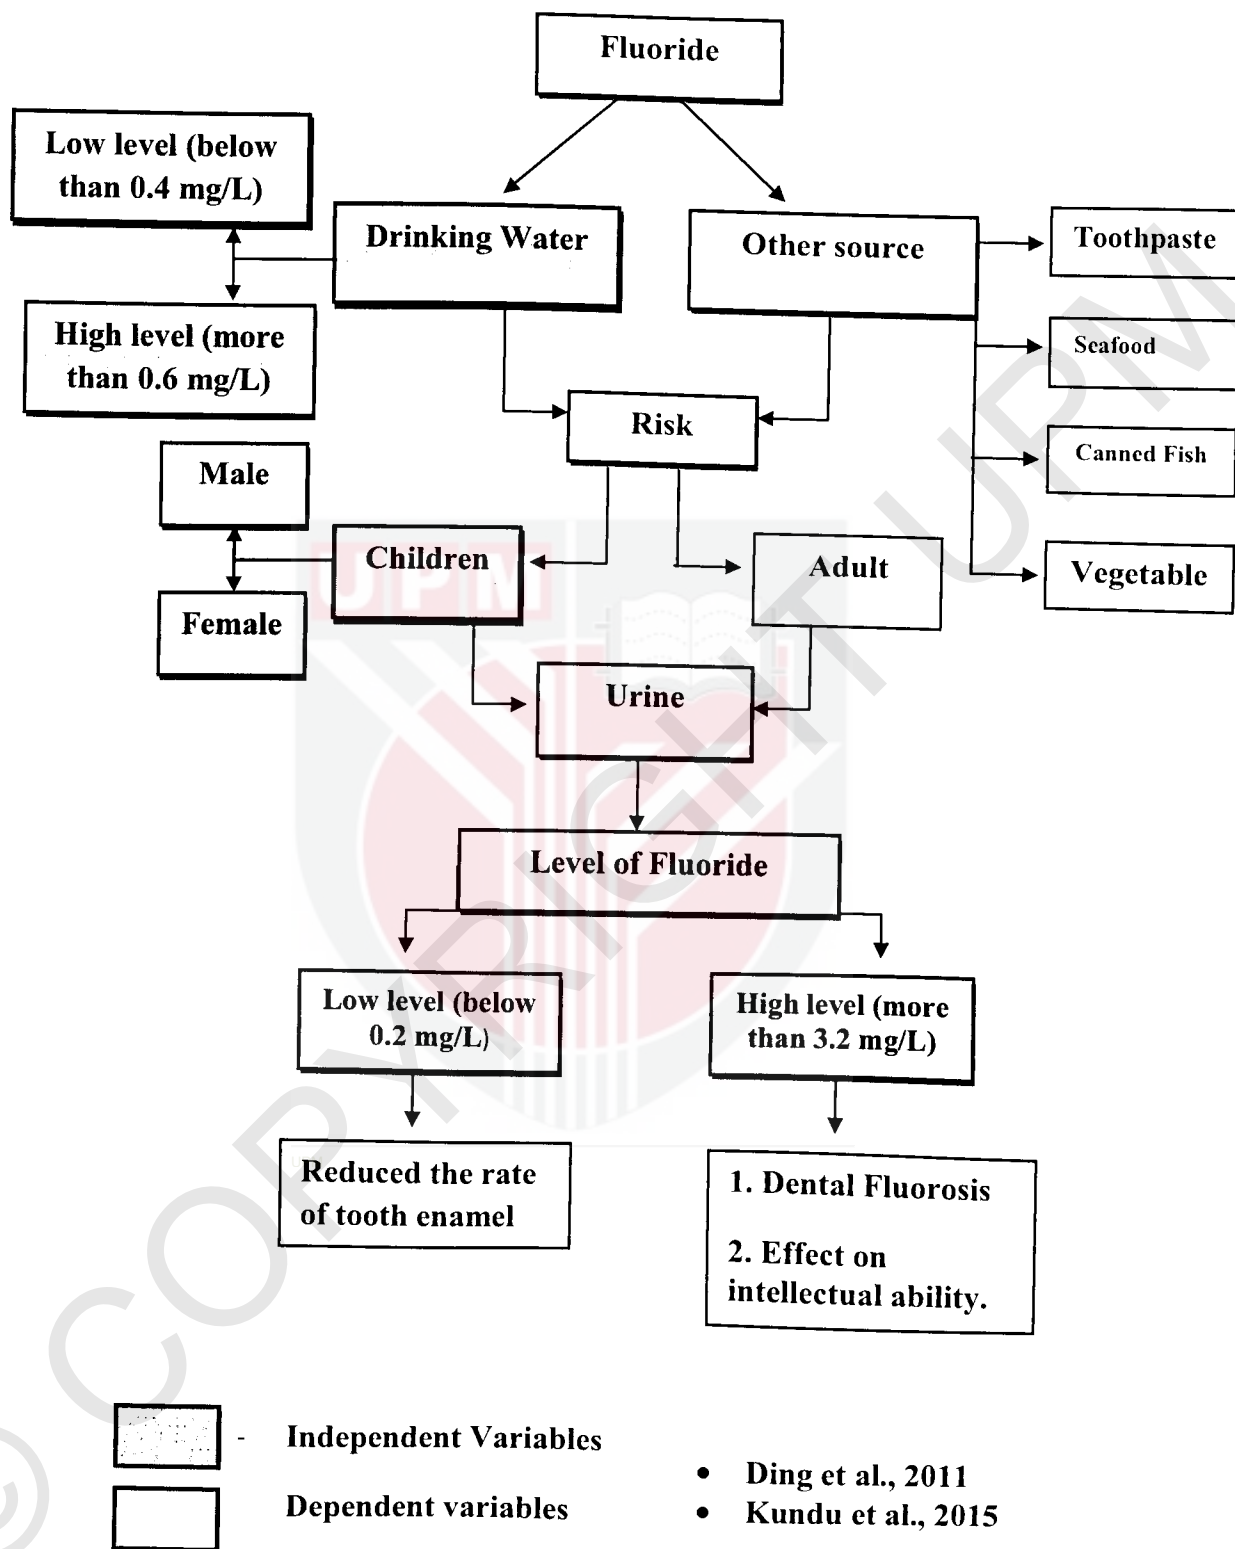 Fluoride
Low level (below
than 0.4 mg/L)
Drinking Water
Other source
Toothpaste
High level (more
than 0.6 mg/L)
Seafood
Risk
Canned Fish
Male
Children
Adult
Vegetable
Female
Urine
Level of Fluoride
Low level (below
0.2 mg/L)
High level (more
than 3.2 mg/L)
Reduced the rate
of tooth enamel
1. Dental Fluorosis
2. Effect on
intellectual ability.
- Independent Variables
Dependent variables
• Ding et al., 2011
• Kundu et al., 2015
UPM
© COPYRIGHT UPM